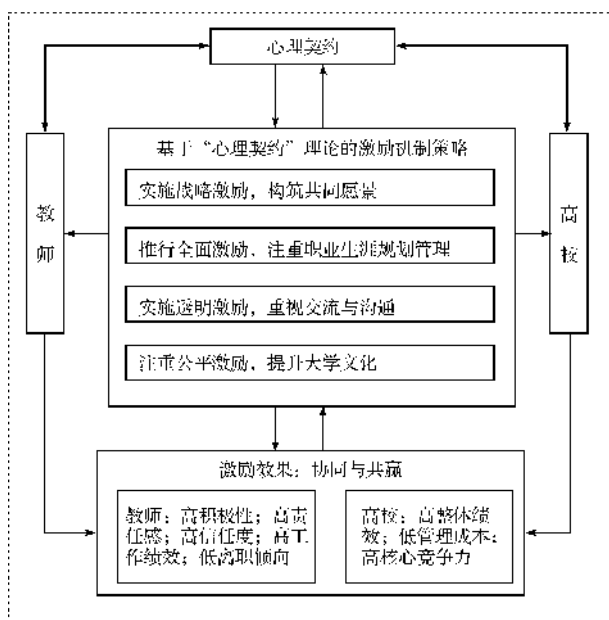 心理契约
基于“心理契约”理论的激励机制策略
实施战略激励，构筑共同愿景
推行全面激励、注重职业生涯规划管理
实施透明激励，重视交流与沟通
注重公平激励，提升大学文化
教
师
高
核
激励效果：协同与共赢
教师：高积极性；高责
任感；高信任度；高工
作绩效；低离职倾向
高核：高整体绩
效；低管理成本；
高核心竞争力